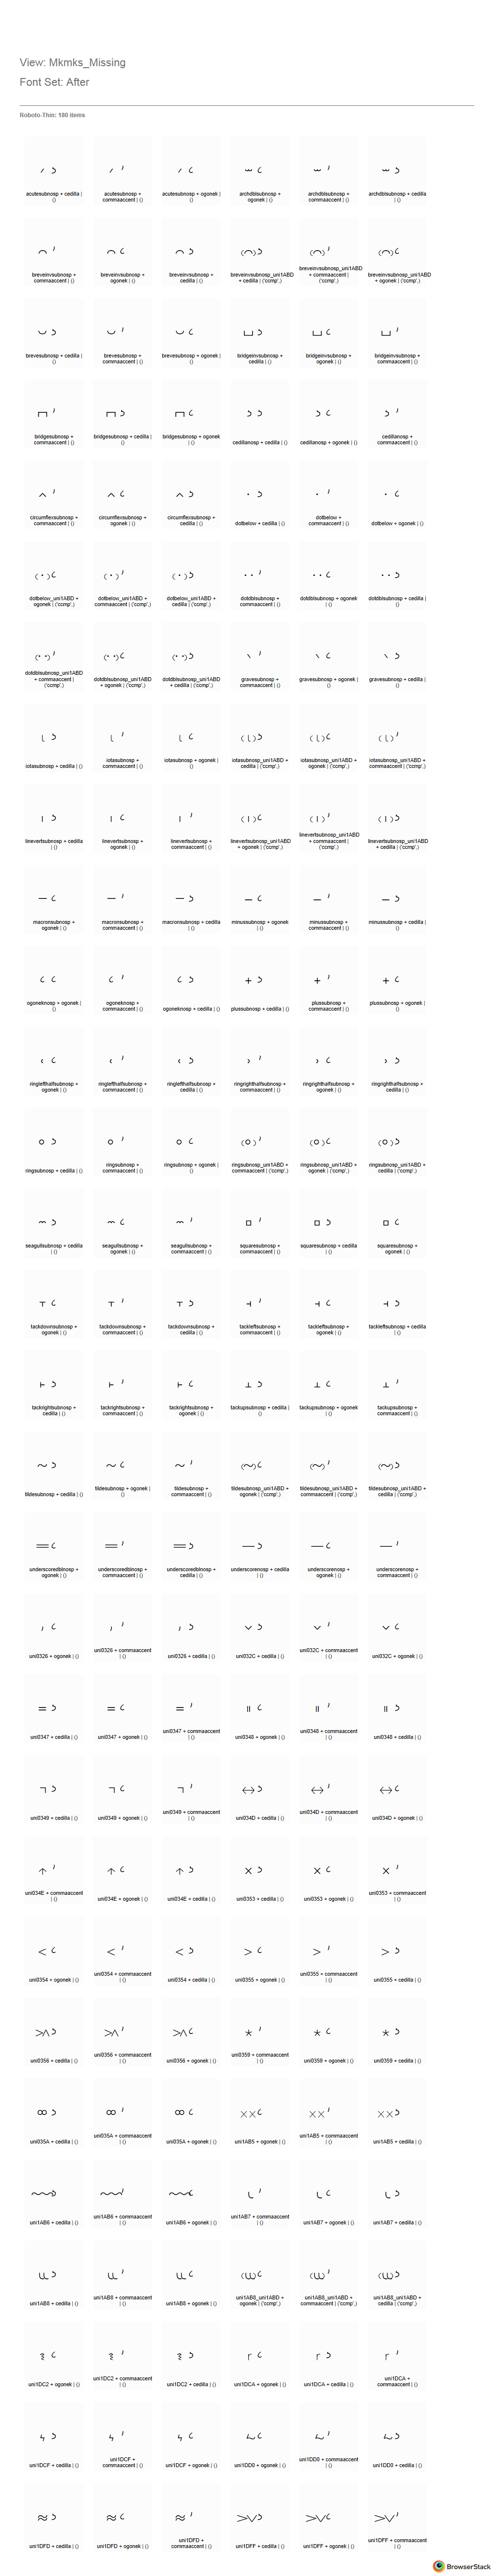 View: Mkmks_Missing
Font Set: After
Roboto-Thin: 180 items
acutesubnosp + cedilla |
()
acutesubnosp +
commaaccent | ()
acutesubnosp + ogonek |
()
archdblsubnosp +
ogonek | ()
archdblsubnosp +
commaaccent | ()
archdblsubnosp + cedilla
| ()
breveinvsubnosp +
commaaccent | ()
breveinvsubnosp +
ogonek | ()
breveinvsubnosp +
cedilla | ()
breveinvsubnosp_uni1ABD
+ cedilla | ('ccmp',)
breveinvsubnosp_uni1ABD
+ commaaccent |
('ccmp',)
breveinvsubnosp_uni1ABD
+ ogonek | ('ccmp',)
brevesubnosp + cedilla |
()
brevesubnosp +
commaaccent | ()
brevesubnosp + ogonek |
()
bridgeinvsubnosp +
cedilla | ()
bridgeinvsubnosp +
ogonek | ()
bridgeinvsubnosp +
commaaccent | ()
bridgesubnosp +
commaaccent | ()
bridgesubnosp + cedilla |
()
bridgesubnosp + ogonek
| ()
cedillanosp + cedilla | ()
cedillanosp + ogonek | ()
cedillanosp +
commaaccent | ()
circumflexsubnosp +
commaaccent | ()
circumflexsubnosp +
ogonek | ()
circumflexsubnosp +
cedilla | ()
dotbelow + cedilla | ()
dotbelow +
commaaccent | ()
dotbelow + ogonek | ()
dotbelow_uni1ABD +
ogonek | ('ccmp',)
dotbelow_uni1ABD +
commaaccent | ('ccmp',)
dotbelow_uni1ABD +
cedilla | ('ccmp',)
dotdblsubnosp +
commaaccent | ()
dotdblsubnosp + ogonek
| ()
dotdblsubnosp + cedilla |
()
dotdblsubnosp_uni1ABD
+ commaaccent |
('ccmp',)
dotdblsubnosp_uni1ABD
+ ogonek | ('ccmp',)
dotdblsubnosp_uni1ABD
+ cedilla | ('ccmp',)
gravesubnosp +
commaaccent | ()
gravesubnosp + ogonek |
()
gravesubnosp + cedilla |
()
iotasubnosp + cedilla | ()
iotasubnosp +
commaaccent | ()
iotasubnosp + ogonek |
()
iotasubnosp_uni1ABD +
cedilla | ('ccmp',)
iotasubnosp_uni1ABD +
ogonek | ('ccmp',)
iotasubnosp_uni1ABD +
commaaccent | ('ccmp',)
linevertsubnosp + cedilla
| ()
linevertsubnosp +
ogonek | ()
linevertsubnosp +
commaaccent | ()
linevertsubnosp_uni1ABD
+ ogonek | ('ccmp',)
linevertsubnosp_uni1ABD
+ commaaccent |
('ccmp',)
linevertsubnosp_uni1ABD
+ cedilla | ('ccmp',)
macronsubnosp +
ogonek | ()
macronsubnosp +
commaaccent | ()
macronsubnosp + cedilla
| ()
minussubnosp + ogonek
| ()
minussubnosp +
commaaccent | ()
minussubnosp + cedilla |
()
ogoneknosp + ogonek |
()
ogoneknosp +
commaaccent | ()
ogoneknosp + cedilla | ()
plussubnosp + cedilla | ()
plussubnosp +
commaaccent | ()
plussubnosp + ogonek |
()
ringlefthalfsubnosp +
ogonek | ()
ringlefthalfsubnosp +
commaaccent | ()
ringlefthalfsubnosp +
cedilla | ()
ringrighthalfsubnosp +
commaaccent | ()
ringrighthalfsubnosp +
ogonek | ()
ringrighthalfsubnosp +
cedilla | ()
ringsubnosp + cedilla | ()
ringsubnosp +
commaaccent | ()
ringsubnosp + ogonek |
()
ringsubnosp_uni1ABD +
commaaccent | ('ccmp',)
ringsubnosp_uni1ABD +
ogonek | ('ccmp',)
ringsubnosp_uni1ABD +
cedilla | ('ccmp',)
seagullsubnosp + cedilla
| ()
seagullsubnosp +
ogonek | ()
seagullsubnosp +
commaaccent | ()
squaresubnosp +
commaaccent | ()
squaresubnosp + cedilla
| ()
squaresubnosp +
ogonek | ()
tackdownsubnosp +
ogonek | ()
tackdownsubnosp +
commaaccent | ()
tackdownsubnosp +
cedilla | ()
tackleftsubnosp +
commaaccent | ()
tackleftsubnosp +
ogonek | ()
tackleftsubnosp + cedilla
| ()
tackrightsubnosp +
cedilla | ()
tackrightsubnosp +
commaaccent | ()
tackrightsubnosp +
ogonek | ()
tackupsubnosp + cedilla |
()
tackupsubnosp + ogonek
| ()
tackupsubnosp +
commaaccent | ()
tildesubnosp + cedilla | ()
tildesubnosp + ogonek |
()
tildesubnosp +
commaaccent | ()
tildesubnosp_uni1ABD +
ogonek | ('ccmp',)
tildesubnosp_uni1ABD +
commaaccent | ('ccmp',)
tildesubnosp_uni1ABD +
cedilla | ('ccmp',)
underscoredblnosp +
ogonek | ()
underscoredblnosp +
commaaccent | ()
underscoredblnosp +
cedilla | ()
underscorenosp + cedilla
| ()
underscorenosp +
ogonek | ()
underscorenosp +
commaaccent | ()
uni0326 + ogonek | ()
uni0326 + commaaccent
| ()
uni0326 + cedilla | ()
uni032C + cedilla | ()
uni032C + commaaccent
| ()
uni032C + ogonek | ()
uni0347 + cedilla | ()
uni0347 + ogonek | ()
uni0347 + commaaccent
| ()
uni0348 + ogonek | ()
uni0348 + commaaccent
| ()
uni0348 + cedilla | ()
uni0349 + cedilla | ()
uni0349 + ogonek | ()
uni0349 + commaaccent
| ()
uni034D + cedilla | ()
uni034D + commaaccent
| ()
uni034D + ogonek | ()
uni034E + commaaccent
| ()
uni034E + ogonek | ()
uni034E + cedilla | ()
uni0353 + cedilla | ()
uni0353 + ogonek | ()
uni0353 + commaaccent
| ()
uni0354 + ogonek | ()
uni0354 + commaaccent
| ()
uni0354 + cedilla | ()
uni0355 + ogonek | ()
uni0355 + commaaccent
| ()
uni0355 + cedilla | ()
uni0356 + cedilla | ()
uni0356 + commaaccent
| ()
uni0356 + ogonek | ()
uni0359 + commaaccent
| ()
uni0359 + ogonek | ()
uni0359 + cedilla | ()
uni035A + cedilla | ()
uni035A + commaaccent
| ()
uni035A + ogonek | ()
uni1AB5 + ogonek | ()
uni1AB5 + commaaccent
| ()
uni1AB5 + cedilla | ()
uni1AB6 + cedilla | ()
uni1AB6 + commaaccent
| ()
uni1AB6 + ogonek | ()
uni1AB7 + commaaccent
| ()
uni1AB7 + ogonek | ()
uni1AB7 + cedilla | ()
uni1AB8 + cedilla | ()
uni1AB8 + commaaccent
| ()
uni1AB8 + ogonek | ()
uni1AB8_uni1ABD +
ogonek | ('ccmp',)
uni1AB8_uni1ABD +
commaaccent | ('ccmp',)
uni1AB8_uni1ABD +
cedilla | ('ccmp',)
uni1DC2 + ogonek | ()
uni1DC2 + commaaccent
| ()
uni1DC2 + cedilla | ()
uni1DCA + ogonek | ()
uni1DCA + cedilla | ()
uni1DCA +
commaaccent | ()
uni1DCF + cedilla | ()
uni1DCF +
commaaccent | ()
uni1DCF + ogonek | ()
uni1DD0 + ogonek | ()
uni1DD0 + commaaccent
| ()
uni1DD0 + cedilla | ()
uni1DFD + cedilla | ()
uni1DFD + ogonek | ()
uni1DFD +
commaaccent | ()
uni1DFF + cedilla | ()
uni1DFF + ogonek | ()
uni1DFF + commaaccent
| ()
BrowserStack